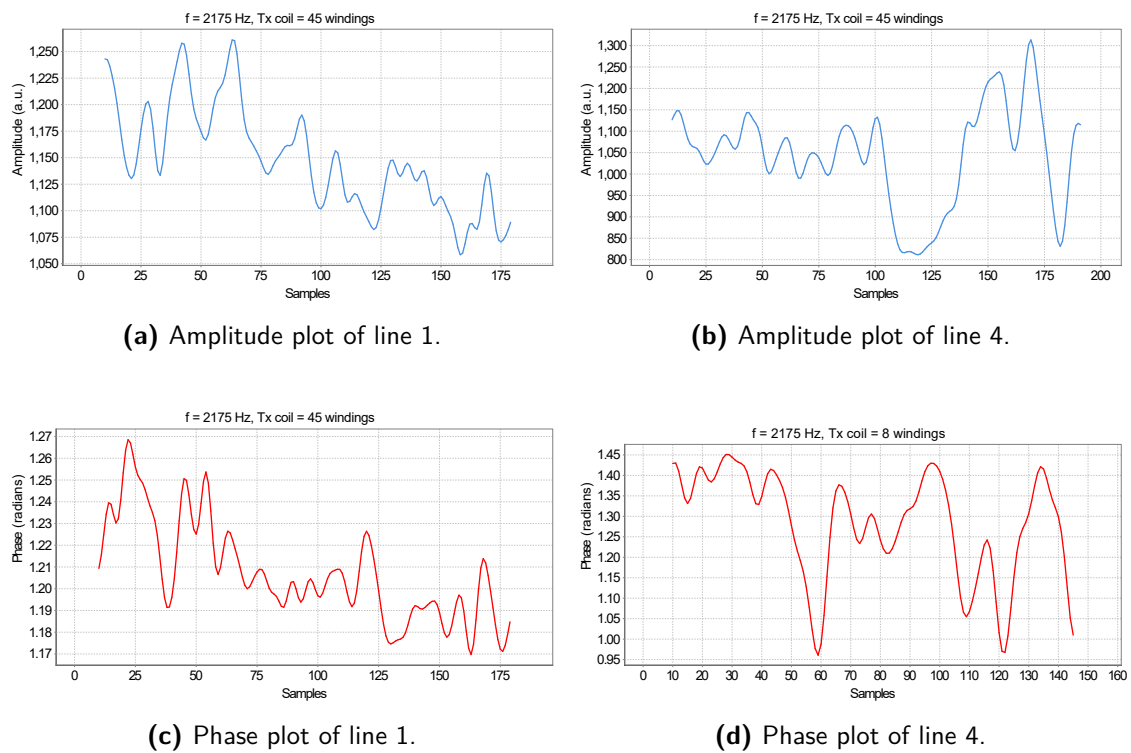 f = 2175 Hz, Tx coil = 45 windings
Amplitude (a.u.)
1,250
1,225
1,200
1,175
1,150
1,125
1,100
1,075
1,050
0 25 50 75 100 125 150 175
Samples
(a) Amplitude plot of line 1.
f = 2175 Hz, Tx coil = 45 windings
Amplitude (a.u.)
1,300
1,250
1,200
1,150
1,100
1,050
1,000
950
900
850
800
0 25 50 75 100 125 150 175 200
Samples
(b) Amplitude plot of line 4.
f = 2175 Hz, Tx coil = 45 windings
Phase (radians)
1.27
1.26
1.25
1.24
1.23
1.22
1.21
1.20
1.19
1.18
1.17
0 25 50 75 100 125 150 175
Samples
(c) Phase plot of line 1.
f = 2175 Hz, Tx coil = 8 windings
Phase (radians)
1.45
1.40
1.35
1.30
1.25
1.20
1.15
1.10
1.05
1.00
0.95
0 10 20 30 40 50 60 70 80 90 100 110 120 130 140 150 160
Samples
(d) Phase plot of line 4.